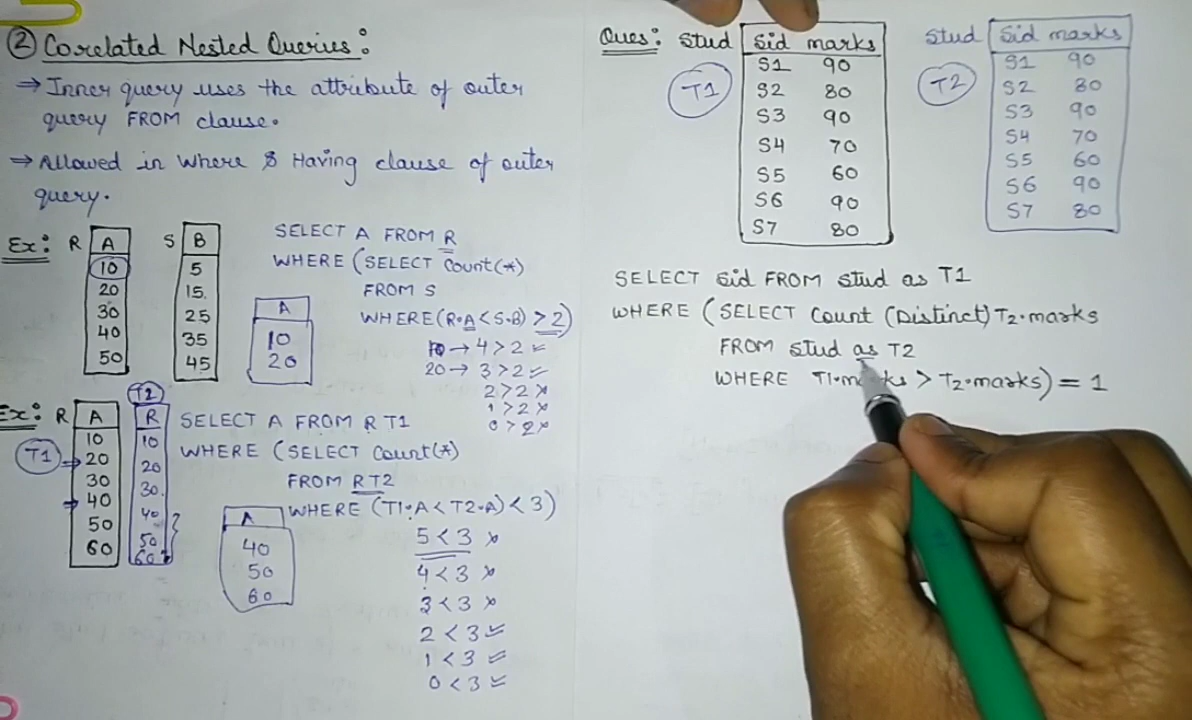 ② Corelated Nested Queries:
⇒ Inner query uses the attribute of outer
query FROM clause.
⇒ Allowed in Where & Having clause of outer
query.
Ex: R
A
10
20
30
40
50
S
B
5
15.
25
35
45
SELECT A FROM R
WHERE (SELECT Count(*)
FROM S
WHERE(R.A < S.B) > 2)
10 → 4 > 2 ✓
20 → 3 > 2 ✓
2 > 2 ×
1 > 2 ×
0 > 2 ×
A
10
20
Ex: R
T1
A
10
20
30
40
50
60
T2
R
10
20
30.
40
50
60
SELECT A FROM R T1
WHERE (SELECT Count(*)
FROM R T2
WHERE (T1.A < T2.A) < 3)
5 < 3 ×
4 < 3 ×
3 < 3 ×
2 < 3 ✓
1 < 3 ✓
0 < 3 ✓
A
40
50
60
Ques: Stud
T1
Sid marks
S1 90
S2 80
S3 90
S4 70
S5 60
S6 90
S7 80
Stud
T2
Sid marks
S1 90
S2 80
S3 90
S4 70
S5 60
S6 90
S7 80
SELECT Sid FROM Stud as T1
WHERE (SELECT Count (Distinct) T2.marks
FROM Stud as T2
WHERE > T2.marks) = 1